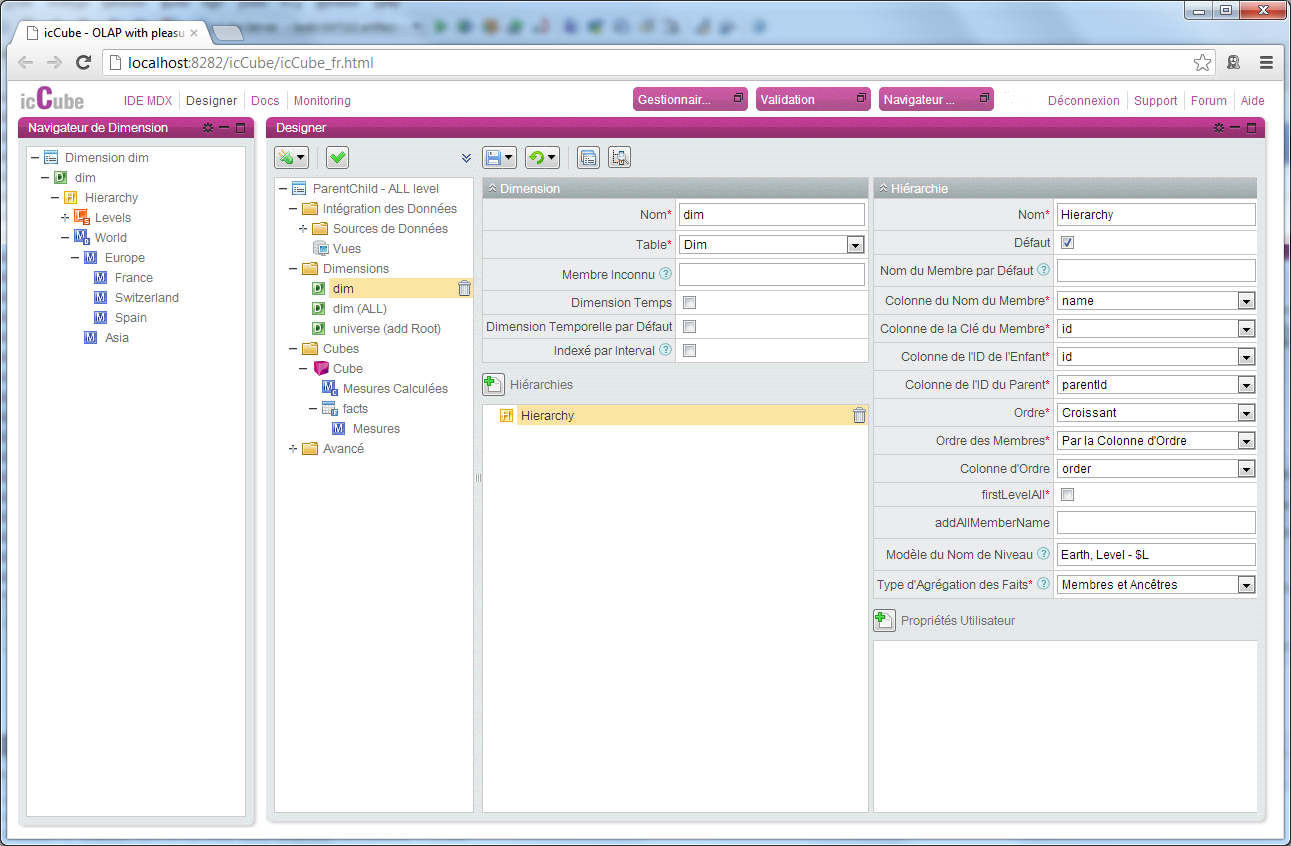 icCube - OLAP with pleasu
localhost:8282/icCube/icCube_fr.html
icCube
IDE MDX
Designer
Docs
Monitoring
Gestionnair...
Validation
Navigateur ...
Déconnexion
Support
Forum
Aide
Navigateur de Dimension
Dimension dim
dim
Hierarchy
Levels
World
Europe
France
Switzerland
Spain
Asia
Designer
ParentChild - ALL level
Intégration des Données
Sources de Données
Vues
Dimensions
dim
dim (ALL)
universe (add Root)
Cubes
Cube
Mesures Calculées
facts
Mesures
Avancé
Dimension
Nom* dim
Table* Dim
Membre Inconnu
Dimension Temps
Dimension Temporelle par Défaut
Indexé par Interval
Hiérarchies
Hierarchy
Hiérarchie
Nom* Hierarchy
Défaut
Nom du Membre par Défaut
Colonne du Nom du Membre* name
Colonne de la Clé du Membre* id
Colonne de l'ID de l'Enfant* id
Colonne de l'ID du Parent* parentId
Ordre* Croissant
Ordre des Membres* Par la Colonne d'Ordre
Colonne d'Ordre order
firstLevelAll*
addAllMemberName
Modèle du Nom de Niveau Earth, Level - $L
Type d'Agrégation des Faits* Membres et Ancêtres
Propriétés Utilisateur